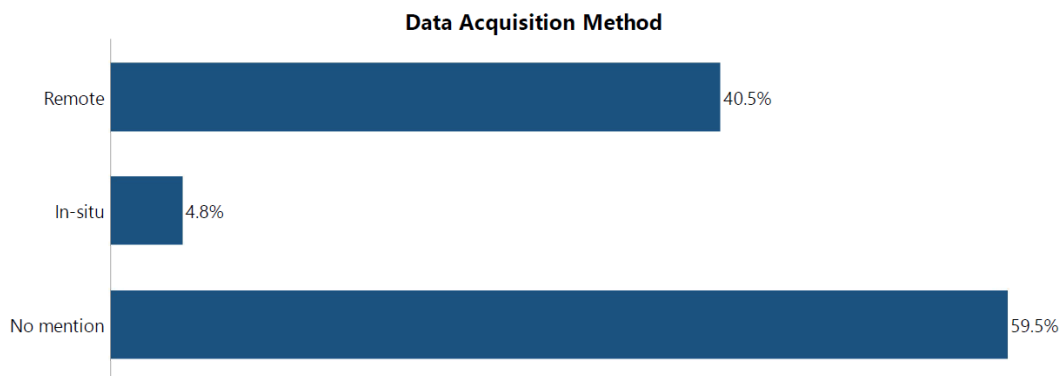 Data Acquisition Method
Remote 40.5%
In-situ 4.8%
No mention 59.5%